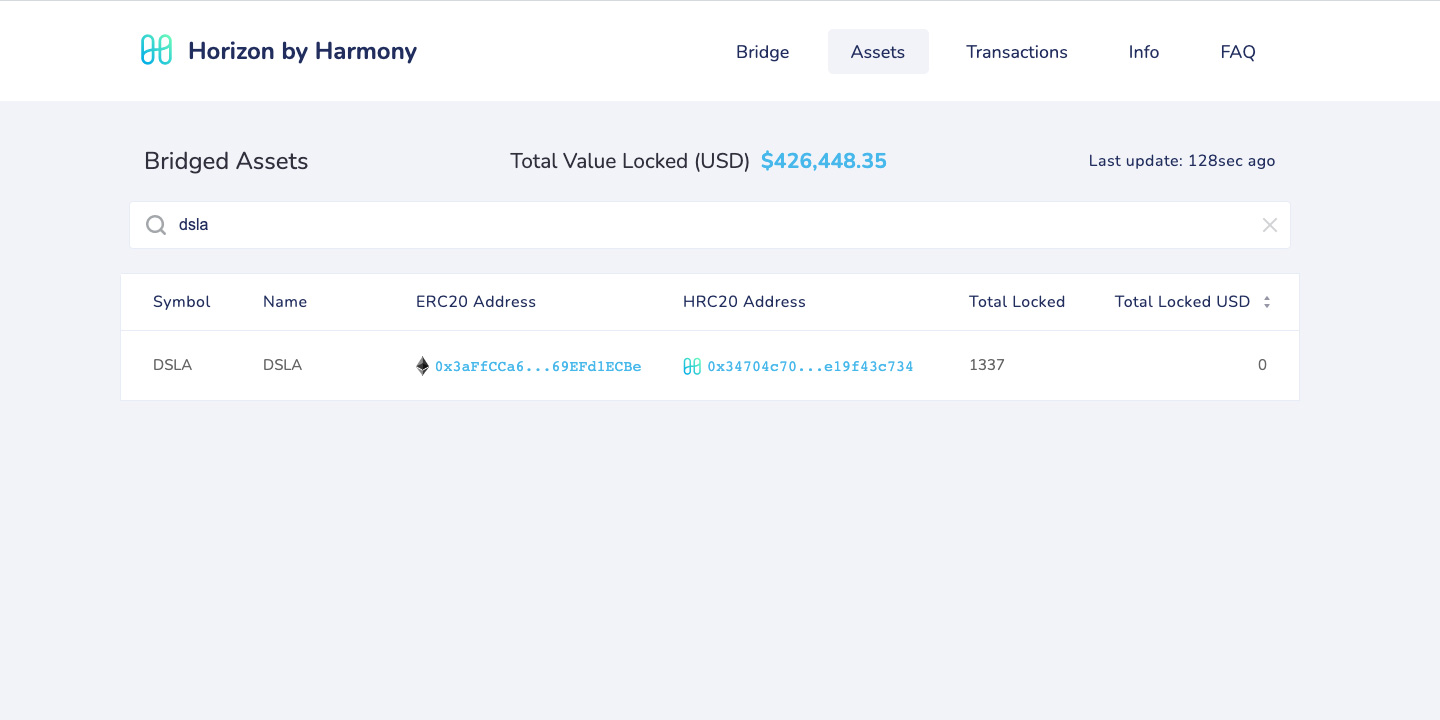 Horizon by Harmony Bridge Assets Transactions Info FAQ
Bridged Assets Total Value Locked (USD) $426,448.35 Last update: 128sec ago
dsla
Symbol Name ERC20 Address HRC20 Address Total Locked Total Locked USD
DSLA DSLA 0x3aFfCCa6...69EFd1ECBe 0x34704c70...e19f43c734 1337 0